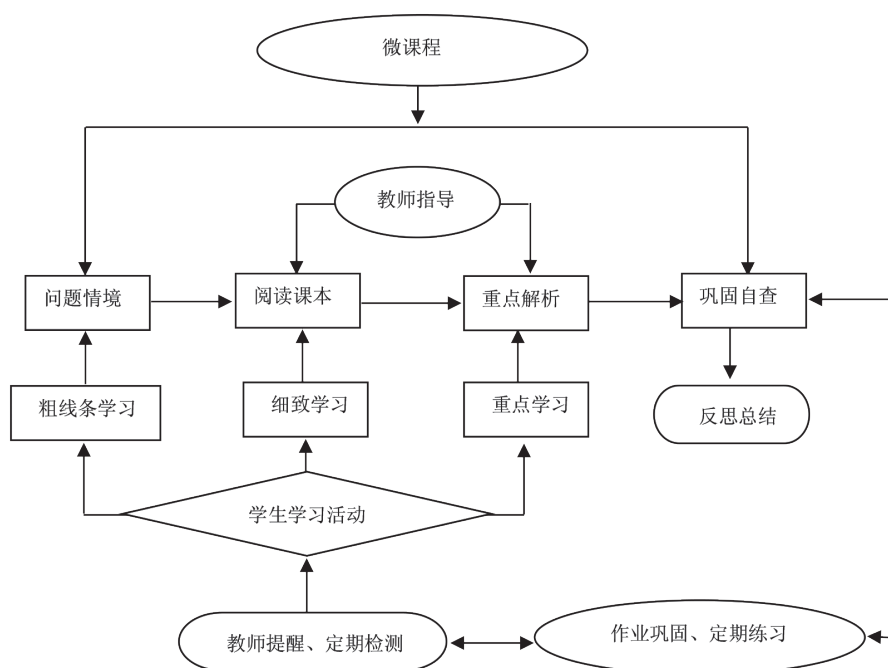 微课程
教师指导
问题情境
阅读课本
重点解析
巩固自查
粗线条学习
细致学习
重点学习
反思总结
学生学习活动
教师提醒、定期检测
作业巩固、定期练习